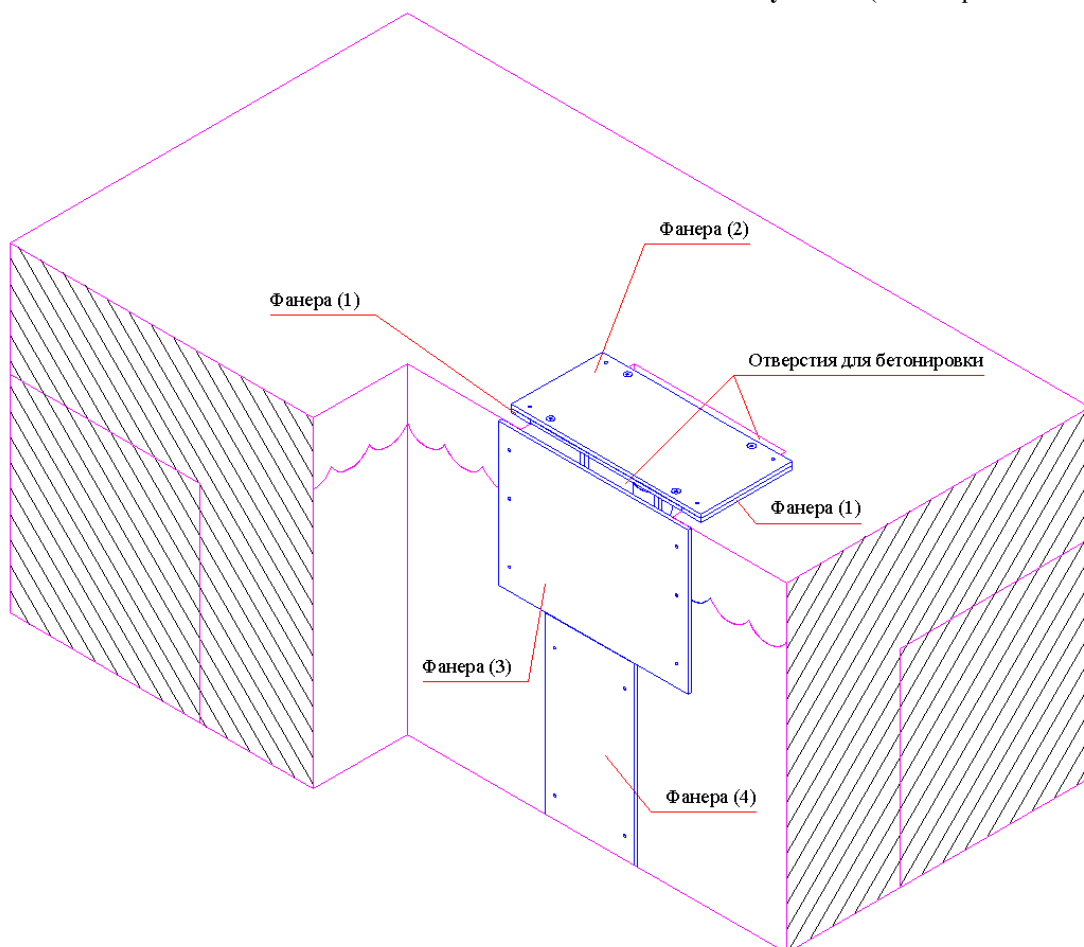 Фанера (2)
Фанера (1)
Отверстия для бетонировки
Фанера (1)
Фанера (3)
Фанера (4)